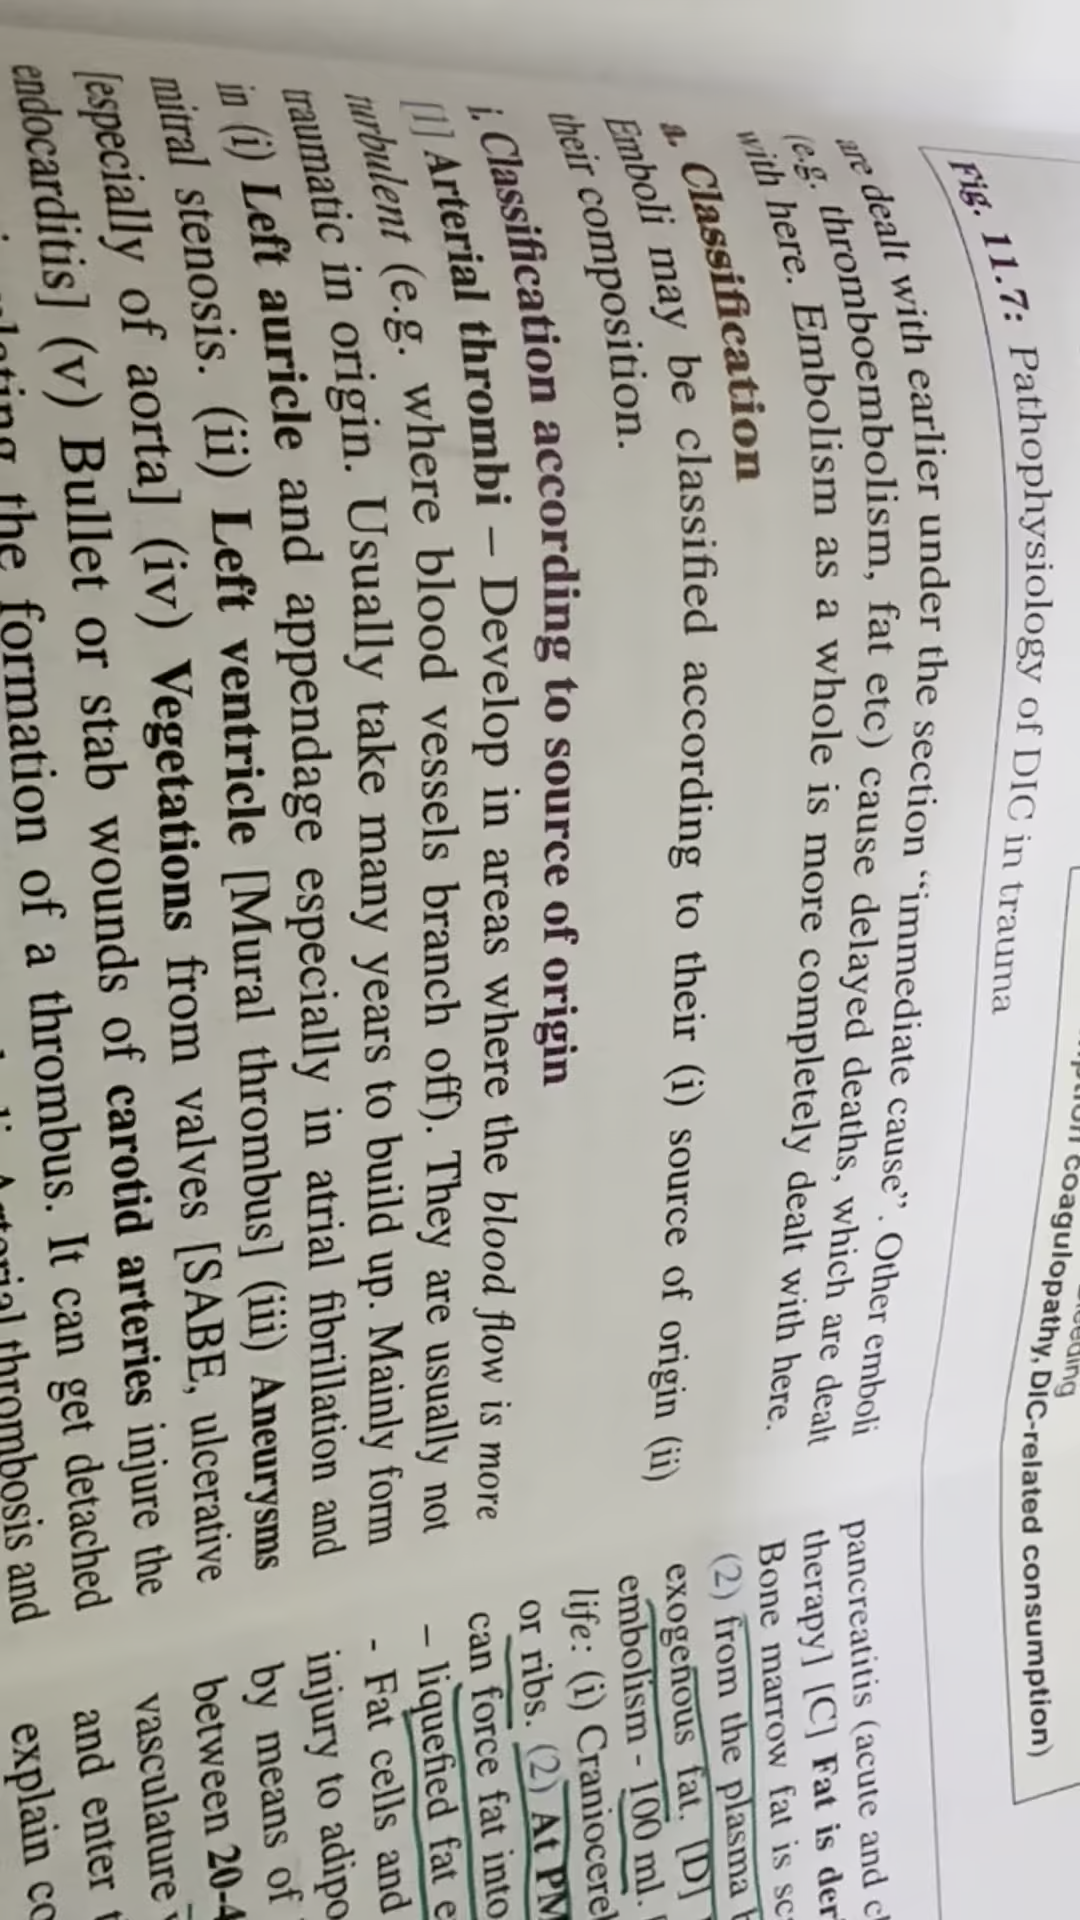 coagulopathy, DIC-related consumption)
Fig. 11.7: Pathophysiology of DIC in trauma
are dealt with earlier under the section “immediate cause”. Other emboli
(e.g. thromboembolism, fat etc) cause delayed deaths, which are dealt
with here. Embolism as a whole is more completely dealt with here.
a. Classification
Emboli may be classified according to their (i) source of origin (ii)
their composition.
i. Classification according to source of origin
[1] Arterial thrombi – Develop in areas where the blood flow is more
turbulent (e.g. where blood vessels branch off). They are usually not
traumatic in origin. Usually take many years to build up. Mainly form
in (i) Left auricle and appendage especially in atrial fibrillation and
mitral stenosis. (ii) Left ventricle [Mural thrombus] (iii) Aneurysms
[especially of aorta] (iv) Vegetations from valves [SABE, ulcerative
endocarditis] (v) Bullet or stab wounds of carotid arteries injure the
the formation of a thrombus. It can get detached
thrombosis and
pancreatitis (acute and
therapy] [C] Fat is
Bone marrow fat is
(2) from the plasma
exogenous fat. [D]
embolism - 100 ml.
life: (i)
or ribs. (2) At PM
can force fat into
– liquefied fat
- Fat cells and
injury to
by means of
between 20-4
vasculature
and enter
explain